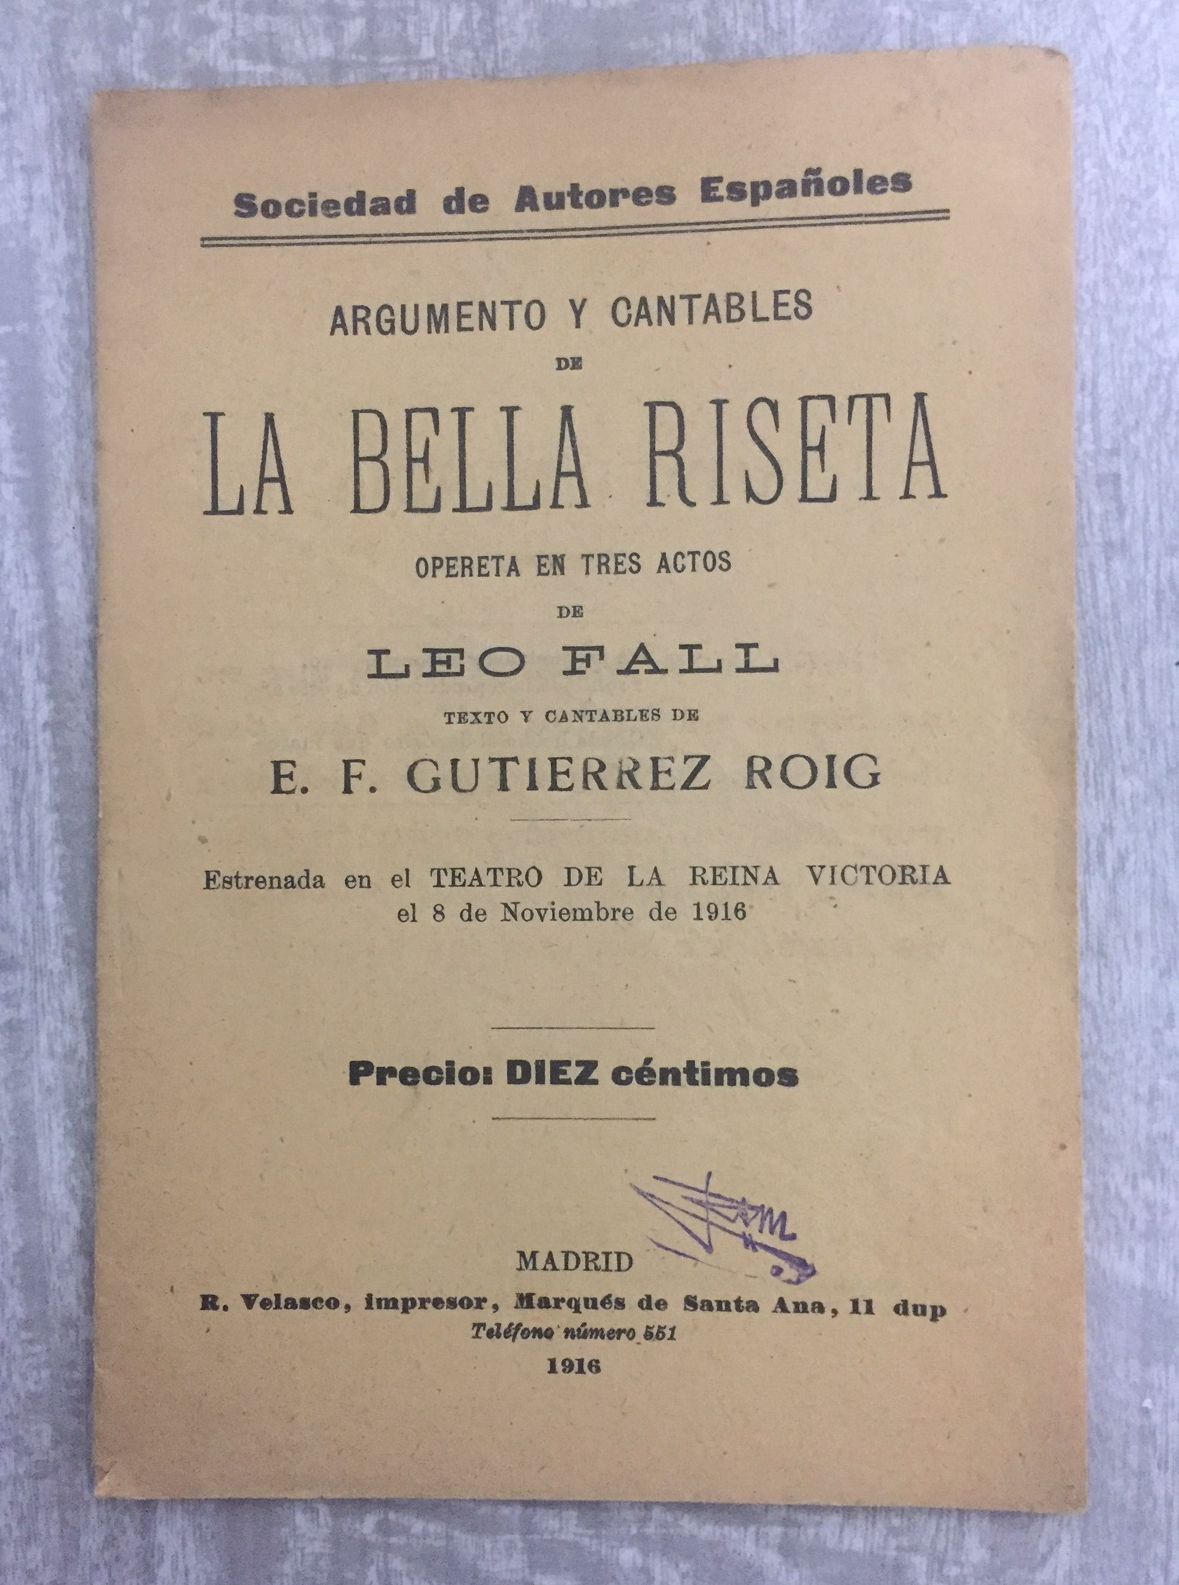 Sociedad de Autores Españoles
ARGUMENTO Y CANTABLES
DE
LA BELLA RISETA
OPERETA EN TRES ACTOS
DE
LEO FALL
TEXTO Y CANTABLES DE
E. F. GUTIERREZ ROIG
Estrenada en el TEATRO DE LA REINA VICTORIA
el 8 de Noviembre de 1916
Precio: DIEZ céntimos
MADRID
R. Velasco, impresor, Marqués de Santa Ana, 11 dup
Teléfono número 551
1916